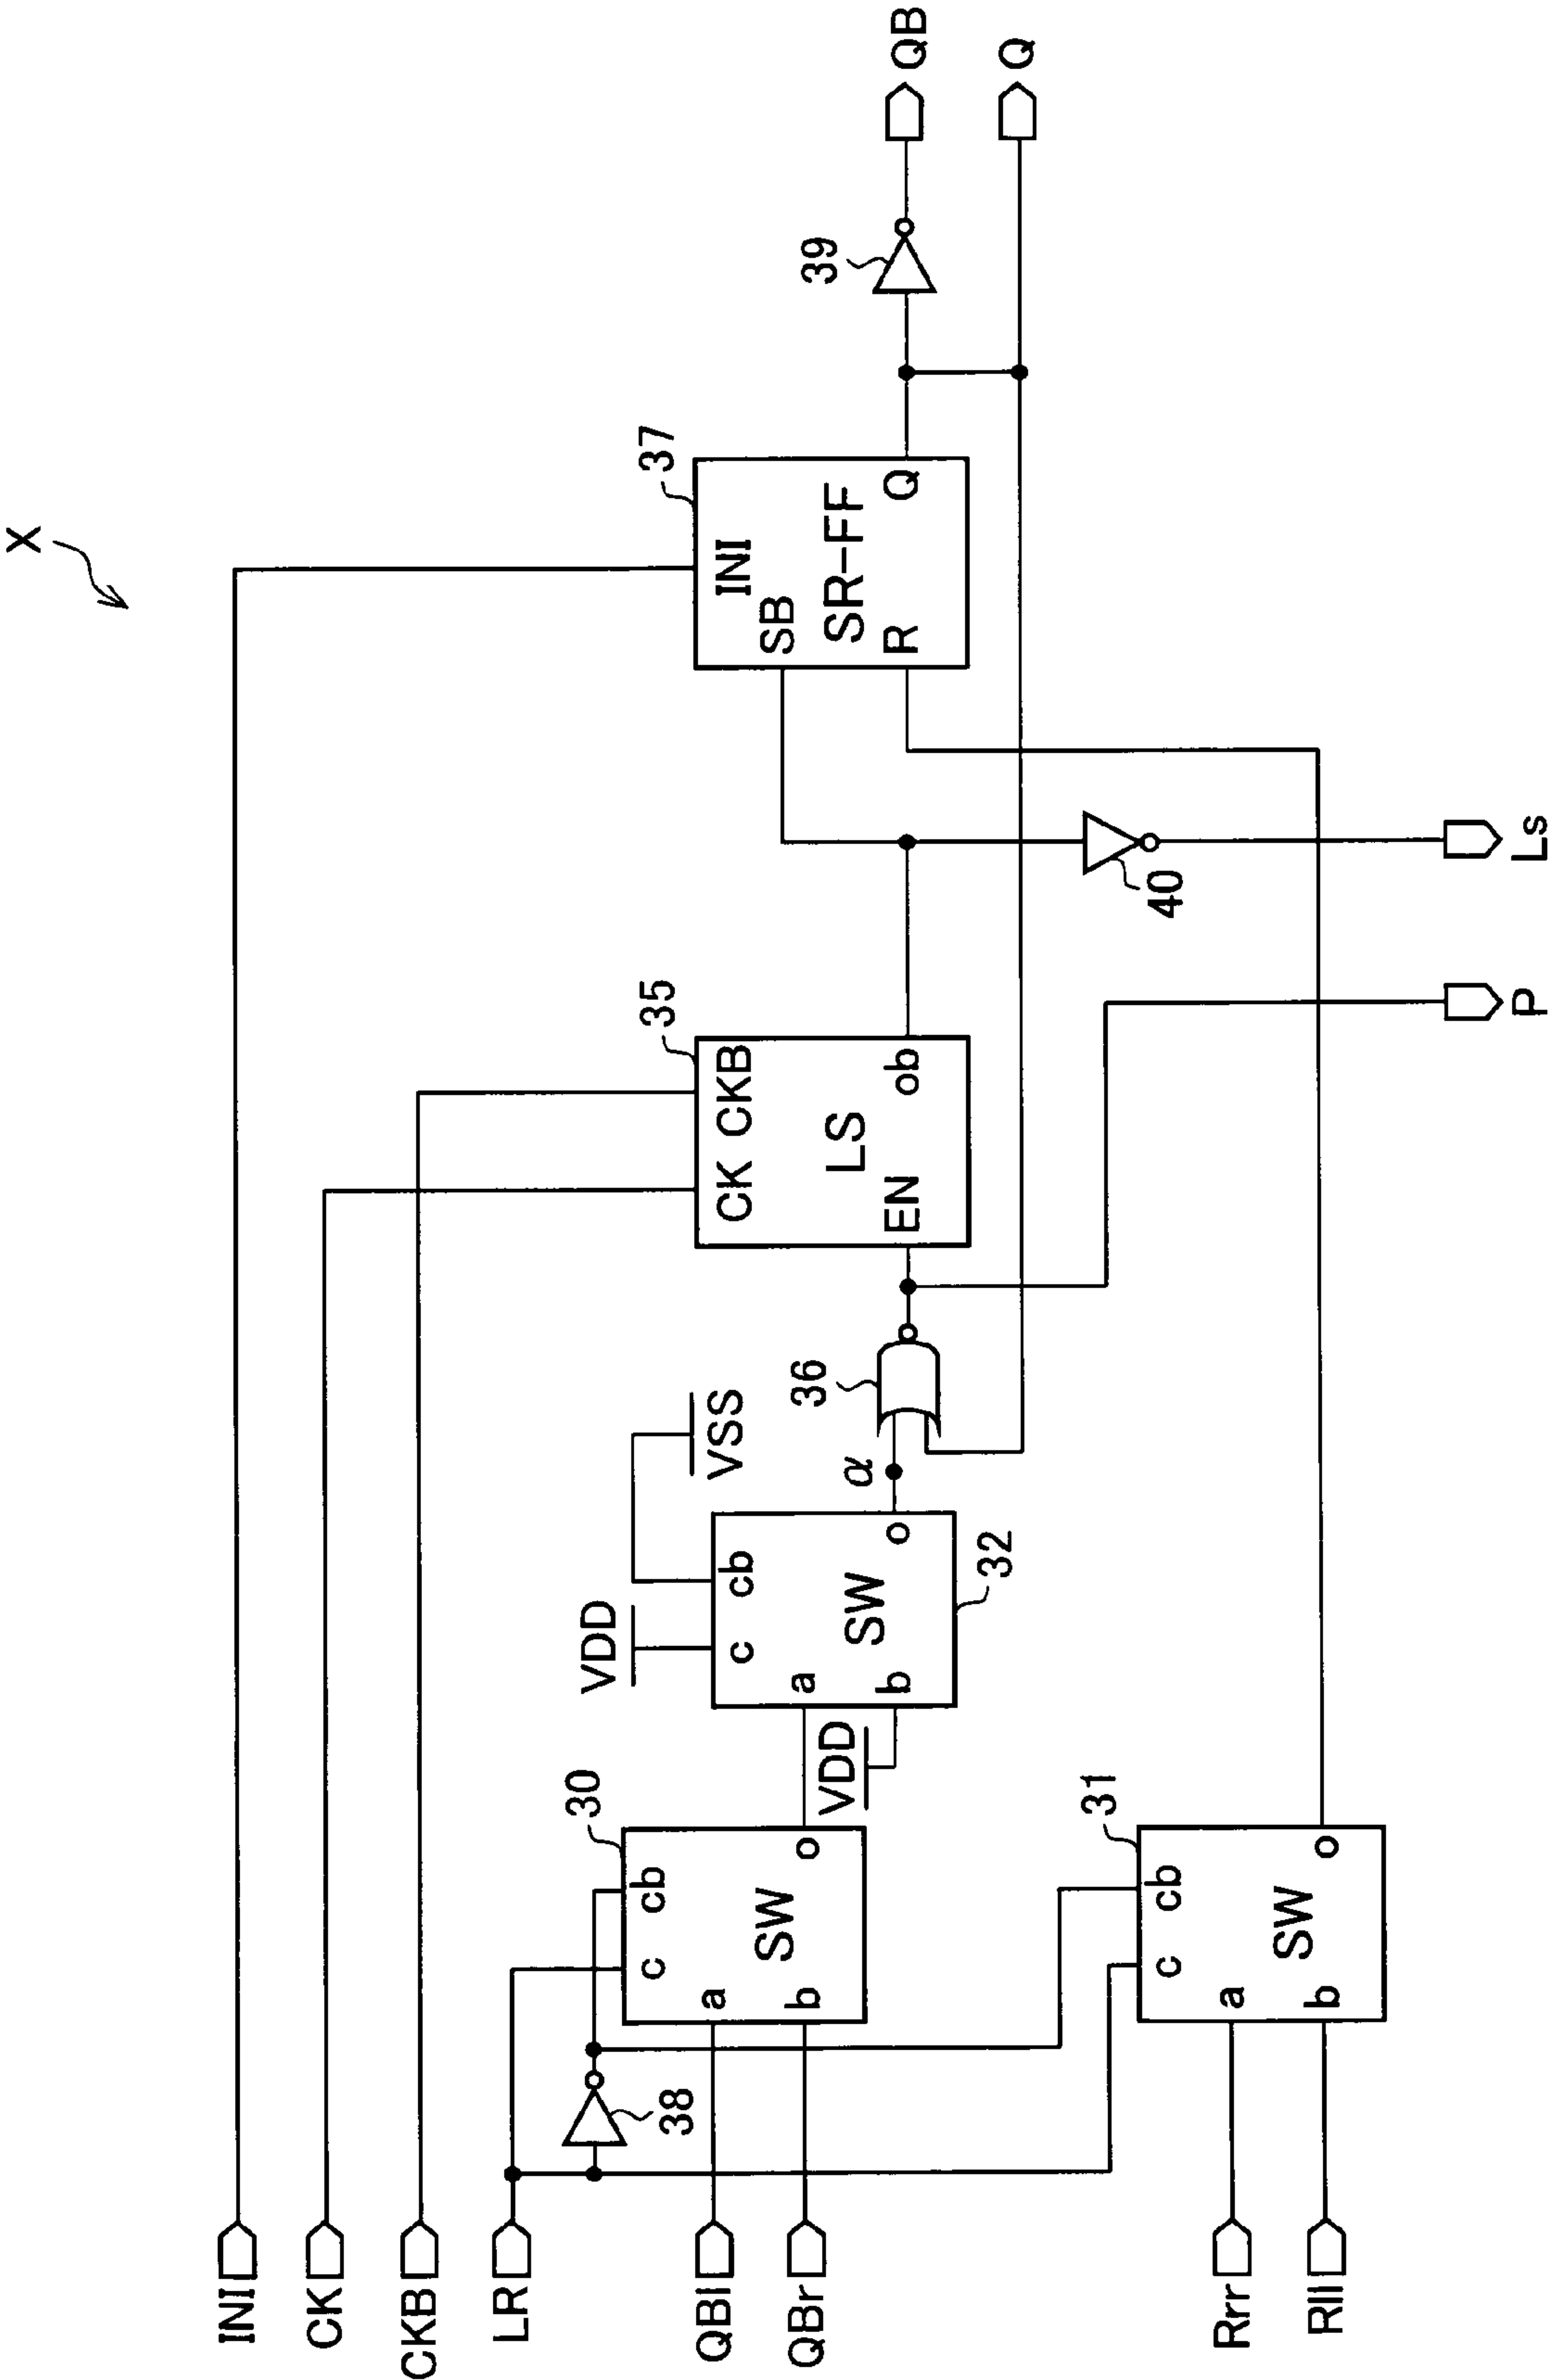 X
INI
CK
CKB
LR
QBl
QBr
Rrr
Rll
38
30
c
cb
a
b
SW
o
31
c
cb
a
b
SW
o
VDD
VDD
VSS
c
cb
a
b
SW
o
32
α
36
35
CK
CKB
LS
EN
ob
P
40
Ls
37
INI
SB
SR-FF
R
Q
39
QB
Q